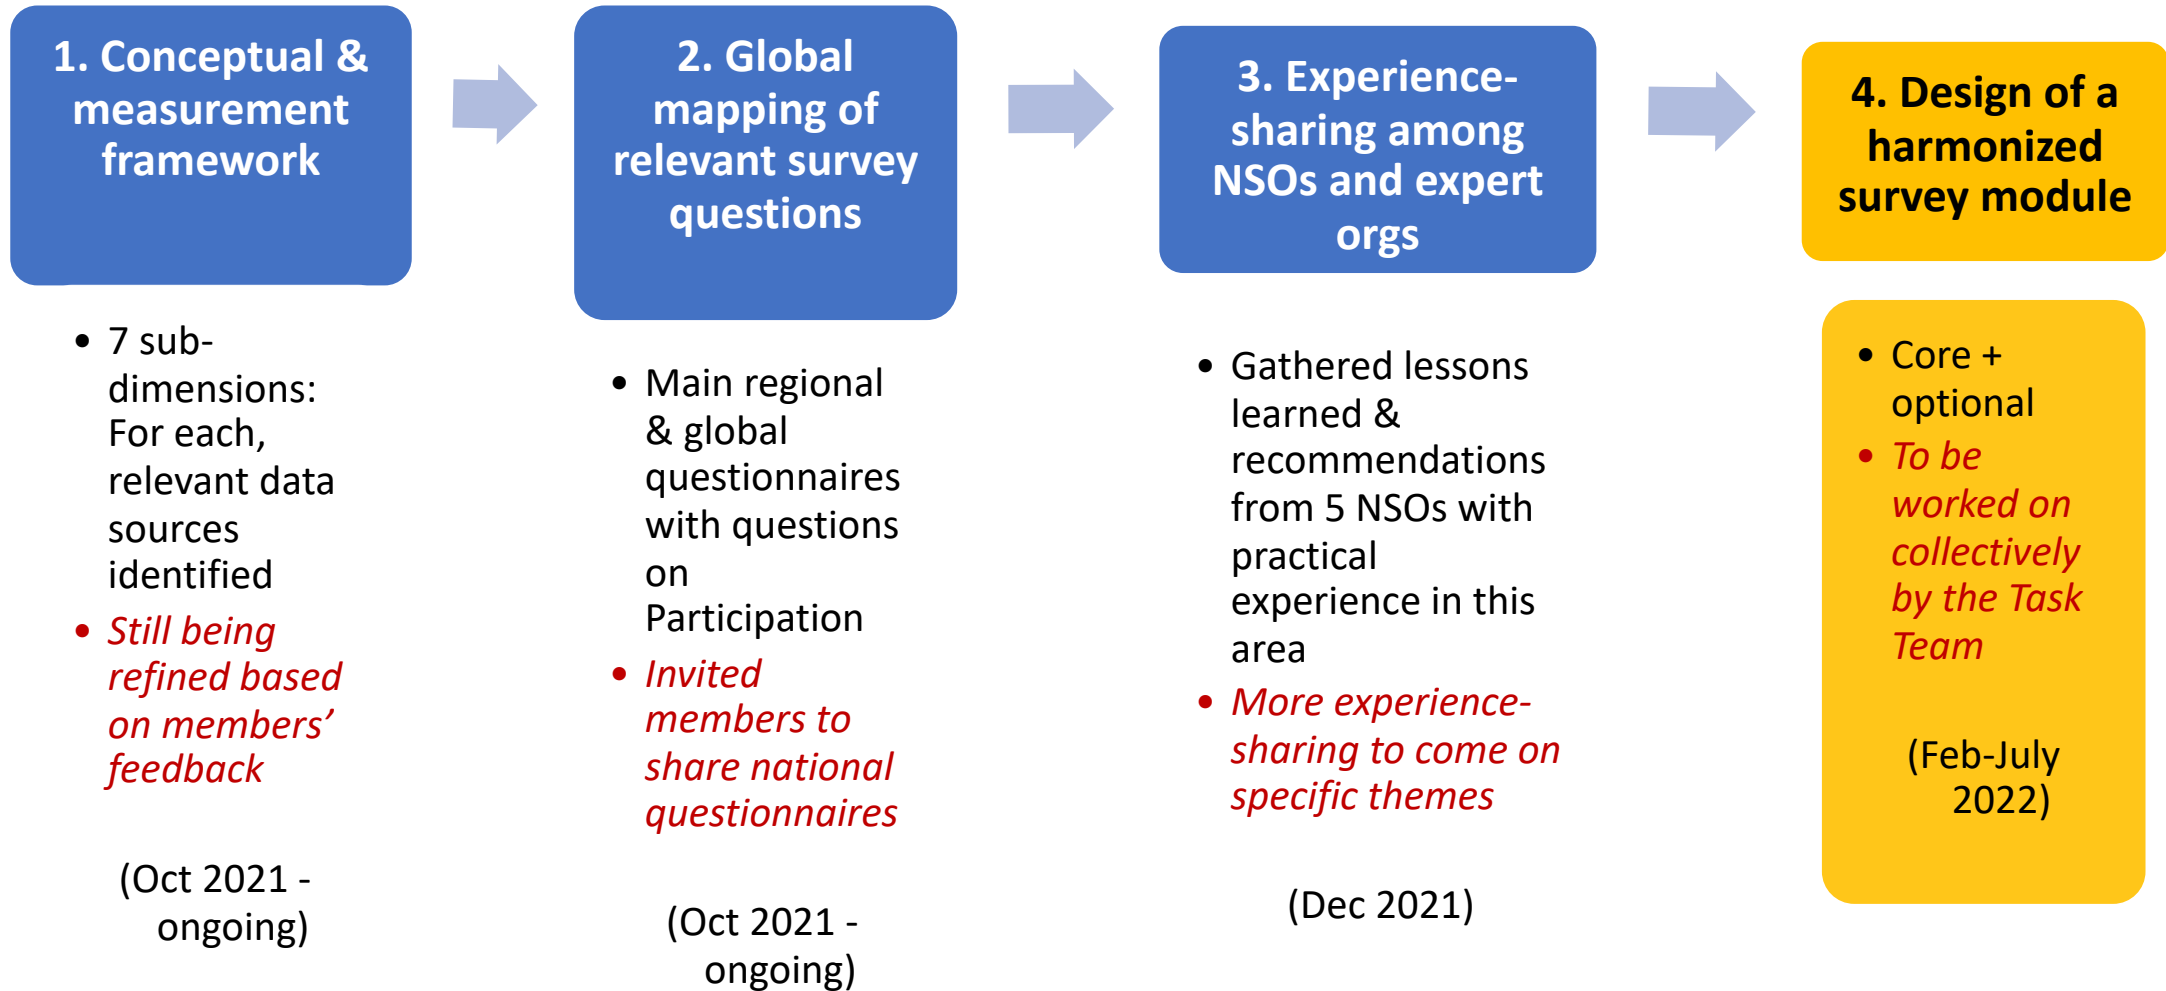 1. Conceptual &
measurement
framework
• 7 sub-
dimensions:
For each,
relevant data
sources
identified
• Still being
refined based
on members’
feedback
(Oct 2021 -
ongoing)
2. Global
mapping of
relevant survey
questions
• Main regional
& global
questionnaires
with questions
on
Participation
• Invited
members to
share national
questionnaires
(Oct 2021 -
ongoing)
3. Experience-
sharing among
NSOs and expert
orgs
• Gathered lessons
learned &
recommendations
from 5 NSOs with
practical
experience in this
area
• More experience-
sharing to come on
specific themes
(Dec 2021)
4. Design of a
harmonized
survey module
• Core +
optional
• To be
worked on
collectively
by the Task
Team
(Feb-July
2022)